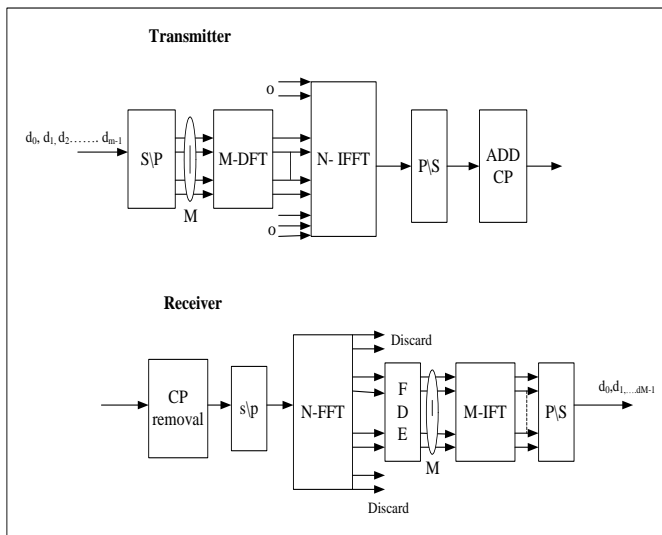 Transmitter
o
d0, d1, d2……. dm-1
S\P
M
M-DFT
o
N- IFFT
P\S
ADD
CP
Receiver
Discard
CP
removal
s\p
N-FFT
F
D
E
M
M-IFT
P\S
d0,d1,....dM-1
Discard